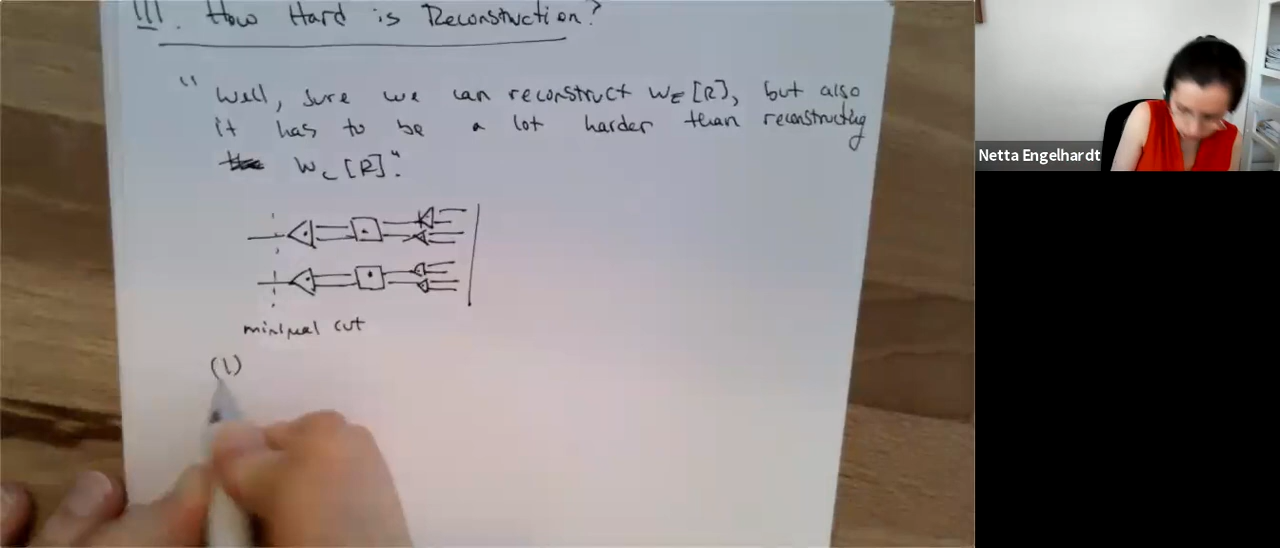 III. How Hard is Reconstruction?
"Well, sure we can reconstruct W_E [R], but also
it has to be a lot harder than reconstructing
W_C [R]."
minimal cut
(1)
Netta Engelhardt